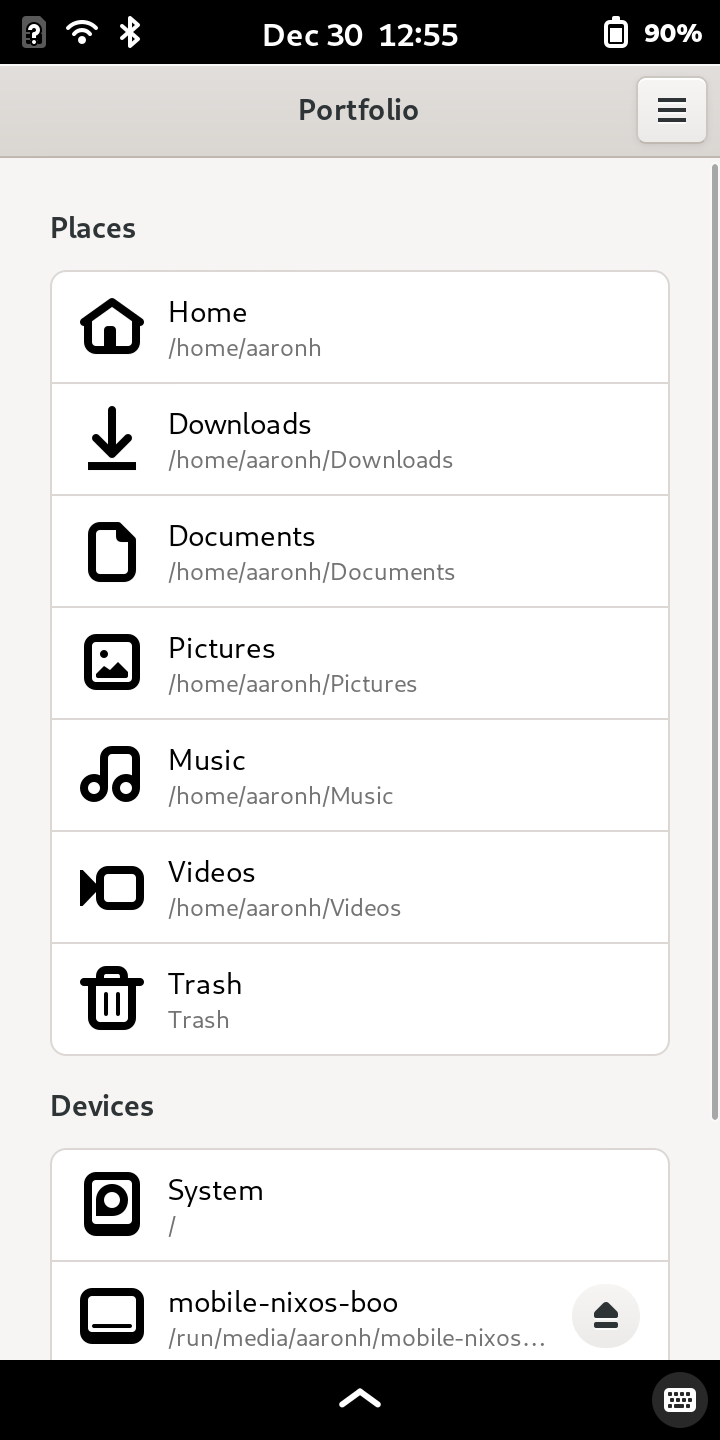 Dec 30 12:55
90%
Portfolio
Places
Home
/home/aaronh
Downloads
/home/aaronh/Downloads
Documents
/home/aaronh/Documents
Pictures
/home/aaronh/Pictures
Music
/home/aaronh/Music
Videos
/home/aaronh/Videos
Trash
Trash
Devices
System
/
mobile-nixos-boo
/run/media/aaronh/mobile-nixos...